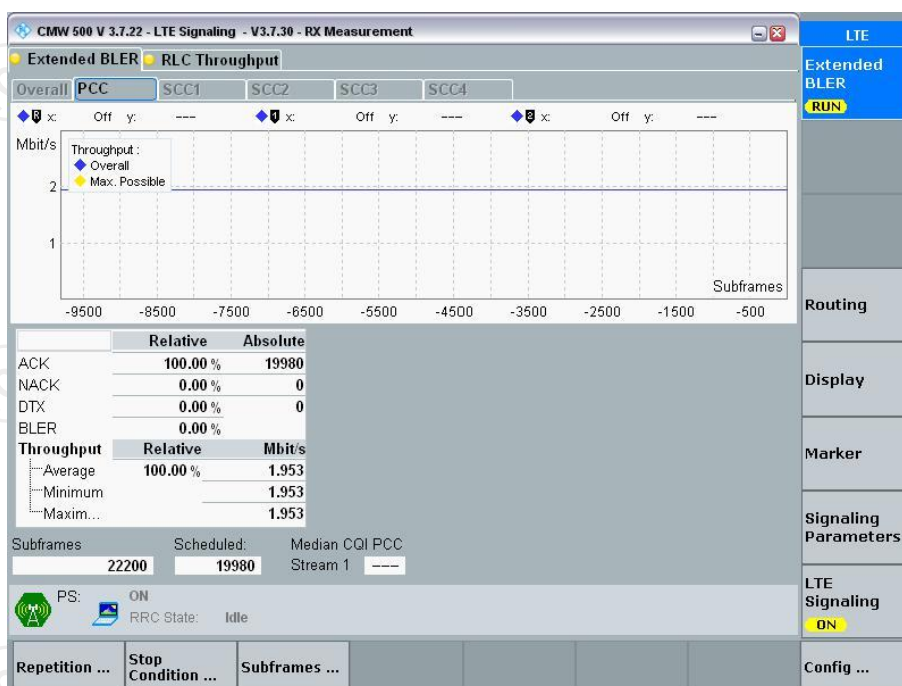 CMW 500 V 3.7.22 - LTE Signaling - V3.7.30 - RX Measurement
LTE
Extended BLER RLC Throughput
Extended BLER
RUN
Overall PCC SCC1 SCC2 SCC3 SCC4
R x: Off y: --- 1 x: Off y: --- 2 x: Off y: ---
Mbit/s
Throughput :
Overall
Max. Possible
2
1
Subframes
-9500 -8500 -7500 -6500 -5500 -4500 -3500 -2500 -1500 -500
Routing
Relative Absolute
ACK 100.00 % 19980
NACK 0.00 % 0
DTX 0.00 % 0
BLER 0.00 %
Throughput Relative Mbit/s
Average 100.00 % 1.953
Minimum 1.953
Maxim... 1.953
Display
Marker
Signaling Parameters
Subframes Scheduled: Median CQI PCC
22200 19980 Stream 1 ---
LTE Signaling
ON
PS: ON
RRC State: Idle
Repetition ... Stop Condition ... Subframes ... Config ...